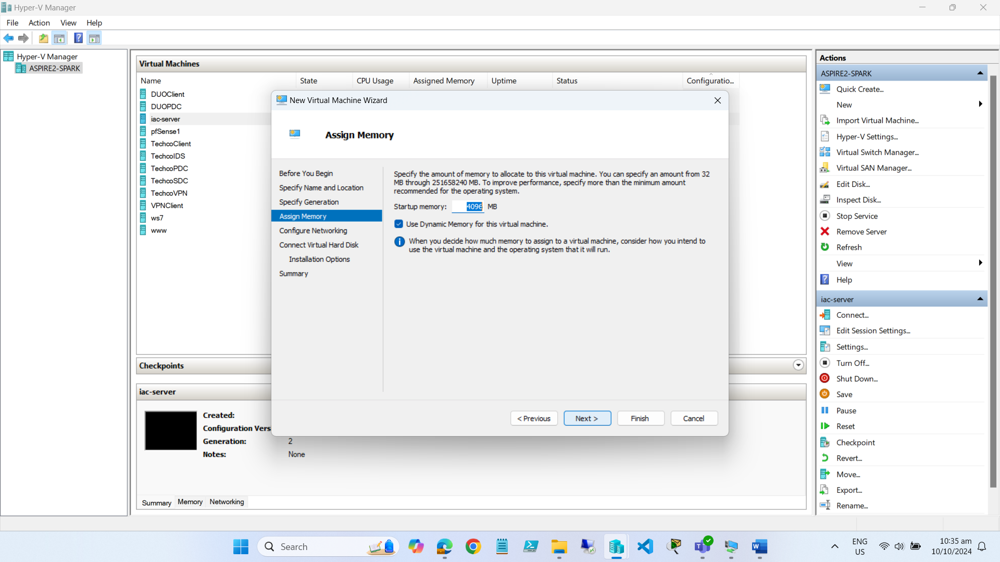 Hyper-V Manager
File Action View Help
Hyper-V Manager
ASPIRE2-SPARK
Virtual Machines
Name State CPU Usage Assigned Memory Uptime Status Configuratio...
DUOClient
DUOPDC
iac-server
pfSense1
TechcoClient
TechcoIDS
TechcoPDC
TechcoSDC
TechcoVPN
VPNClient
ws7
www
New Virtual Machine Wizard
Assign Memory
Before You Begin
Specify Name and Location
Specify Generation
Assign Memory
Configure Networking
Connect Virtual Hard Disk
Installation Options
Summary
Specify the amount of memory to allocate to this virtual machine. You can specify an amount from 32
MB through 251658240 MB. To improve performance, specify more than the minimum amount
recommended for the operating system.
Startup memory: 4096 MB
Use Dynamic Memory for this virtual machine.
When you decide how much memory to assign to a virtual machine, consider how you intend to
use the virtual machine and the operating system that it will run.
< Previous Next > Finish Cancel
Checkpoints
iac-server
Created:
Configuration Vers
Generation: 2
Notes: None
Summary Memory Networking
Actions
ASPIRE2-SPARK
Quick Create...
New
Import Virtual Machine...
Hyper-V Settings...
Virtual Switch Manager...
Virtual SAN Manager...
Edit Disk...
Inspect Disk...
Stop Service
Remove Server
Refresh
View
Help
iac-server
Connect...
Edit Session Settings...
Settings...
Turn Off...
Shut Down...
Save
Pause
Reset
Checkpoint
Revert...
Move...
Export...
Rename...
Search
ENG
US
10:35 am
10/10/2024